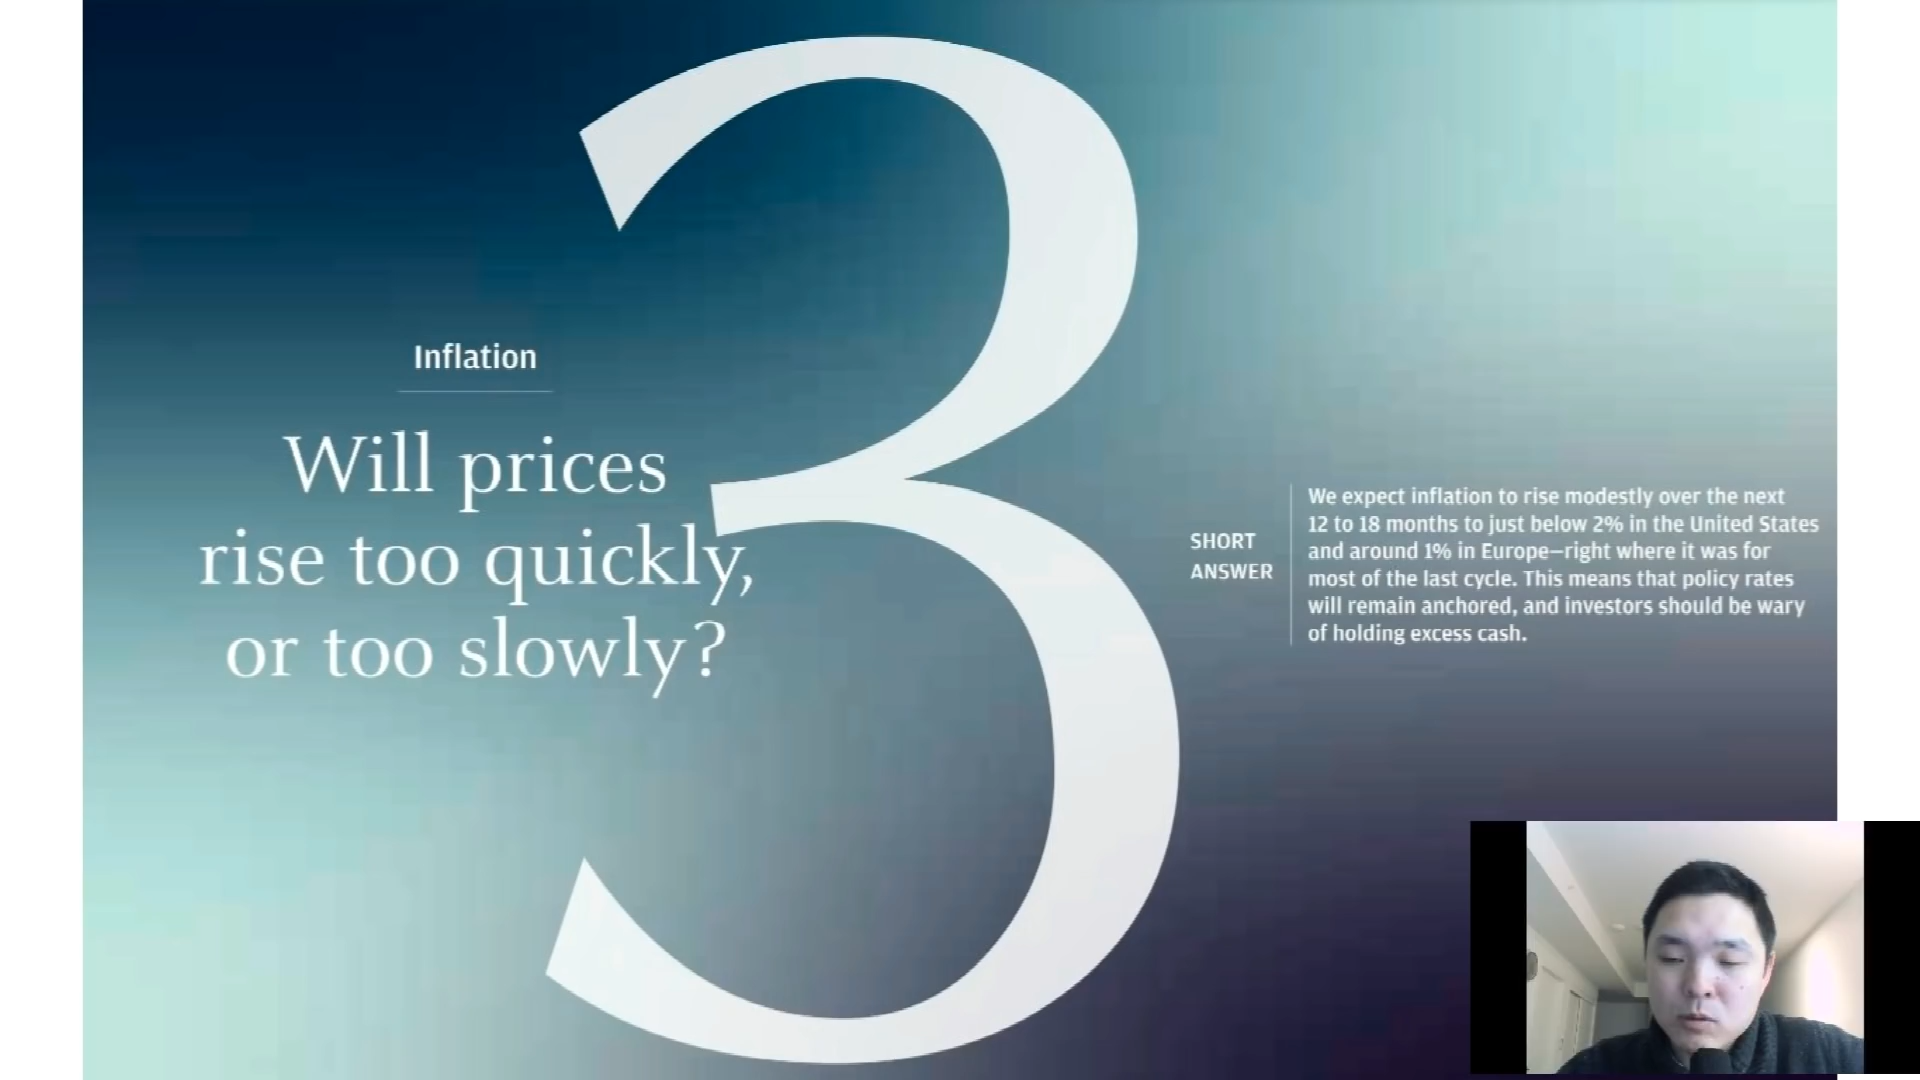 Inflation
Will prices
rise too quickly,
or too slowly?
3
SHORT
ANSWER
We expect inflation to rise modestly over the next
12 to 18 months to just below 2% in the United States
and around 1% in Europe—right where it was for
most of the last cycle. This means that policy rates
will remain anchored, and investors should be wary
of holding excess cash.